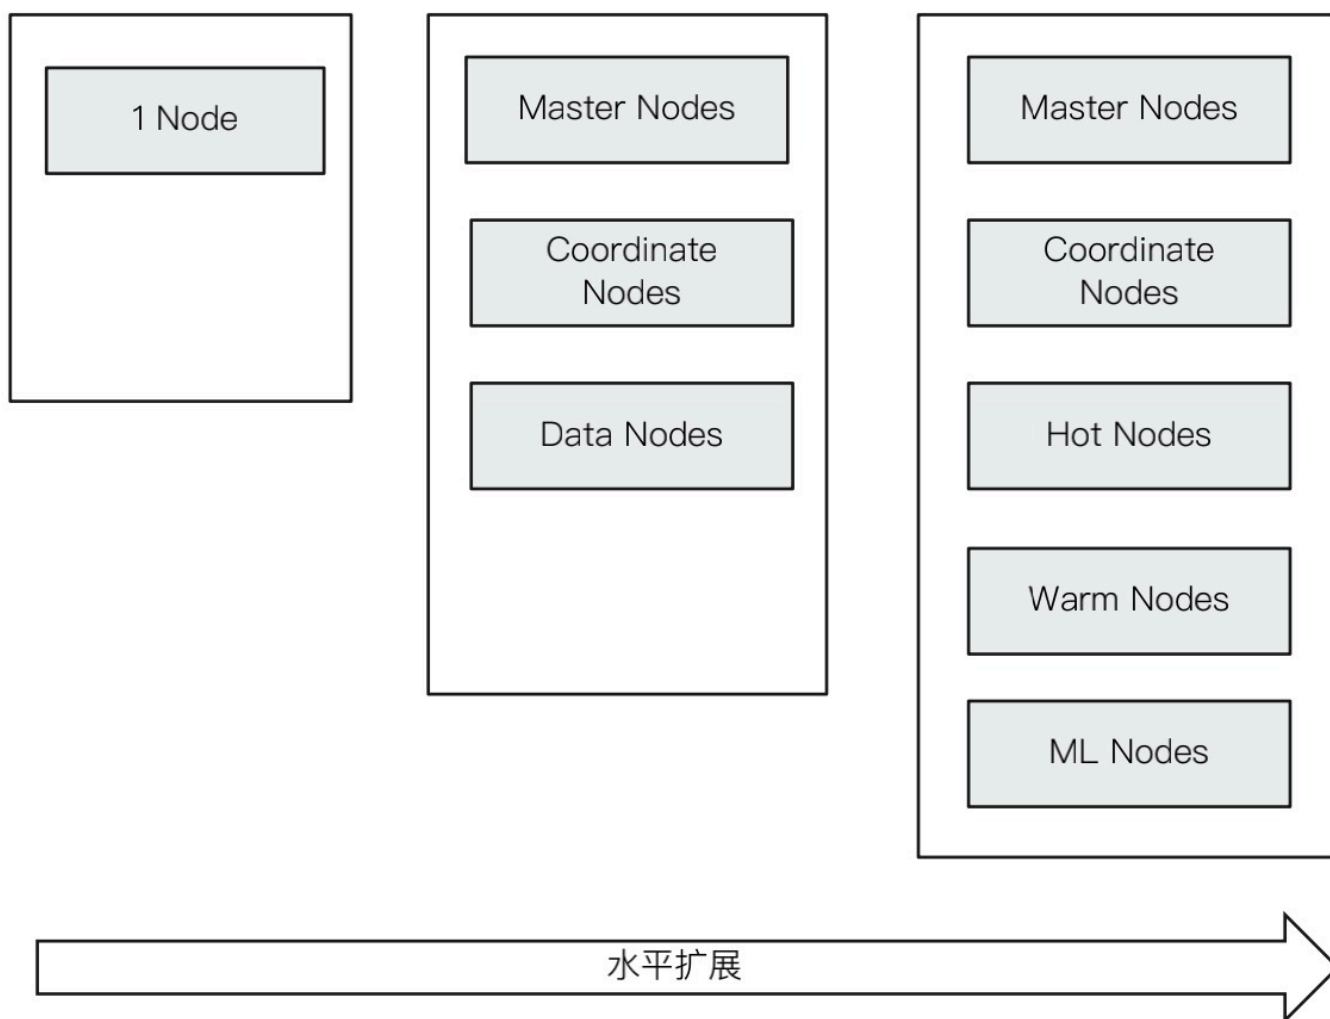 1 Node
Master Nodes
Coordinate
Nodes
Data Nodes
Master Nodes
Coordinate
Nodes
Hot Nodes
Warm Nodes
ML Nodes
水平扩展